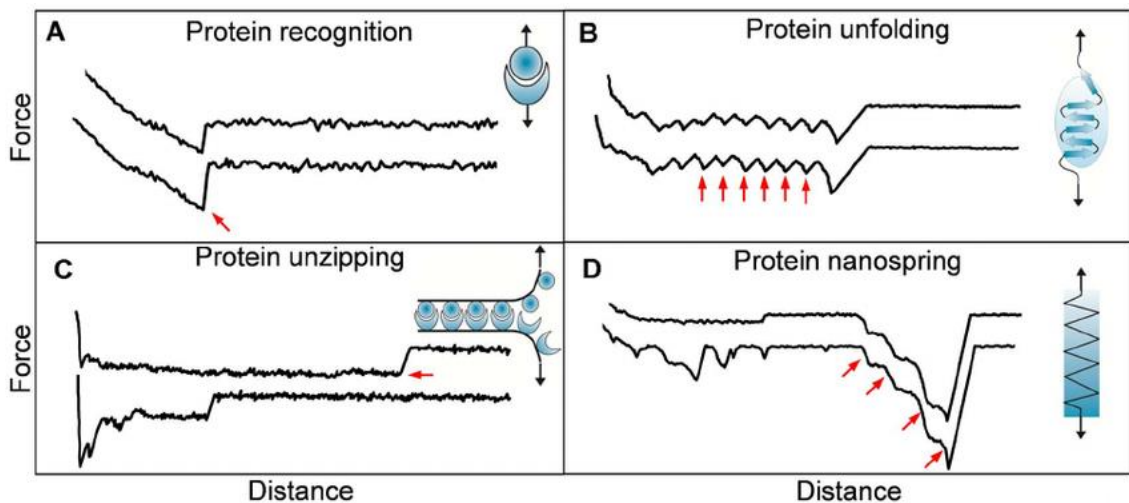 A
Protein recognition
B
Protein unfolding
Force
C
Protein unzipping
D
Protein nanospring
Force
Distance
Distance